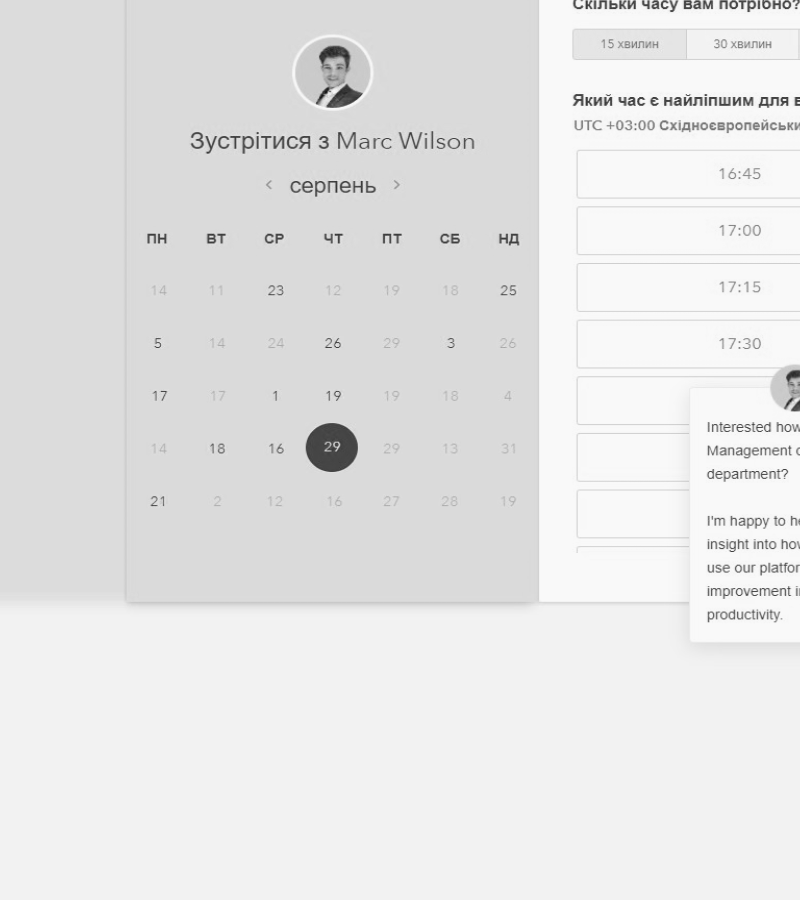 Зустрітися з Marc Wilson
‹ серпень ›
ПН ВТ СР ЧТ ПТ СБ НД
14 11 23 12 19 18 25
5 14 24 26 29 3 26
17 17 1 19 19 18 4
14 18 16 29 29 13 31
21 2 12 16 27 28 19
Скільки часу вам потрібно?
15 хвилин 30 хвилин
Який час є найліпшим для в
UTC +03:00 Східноєвропейськи
16:45
17:00
17:15
17:30
Interested how
Management
department?
I'm happy to he
insight into how
use our platfor
improvement i
productivity.